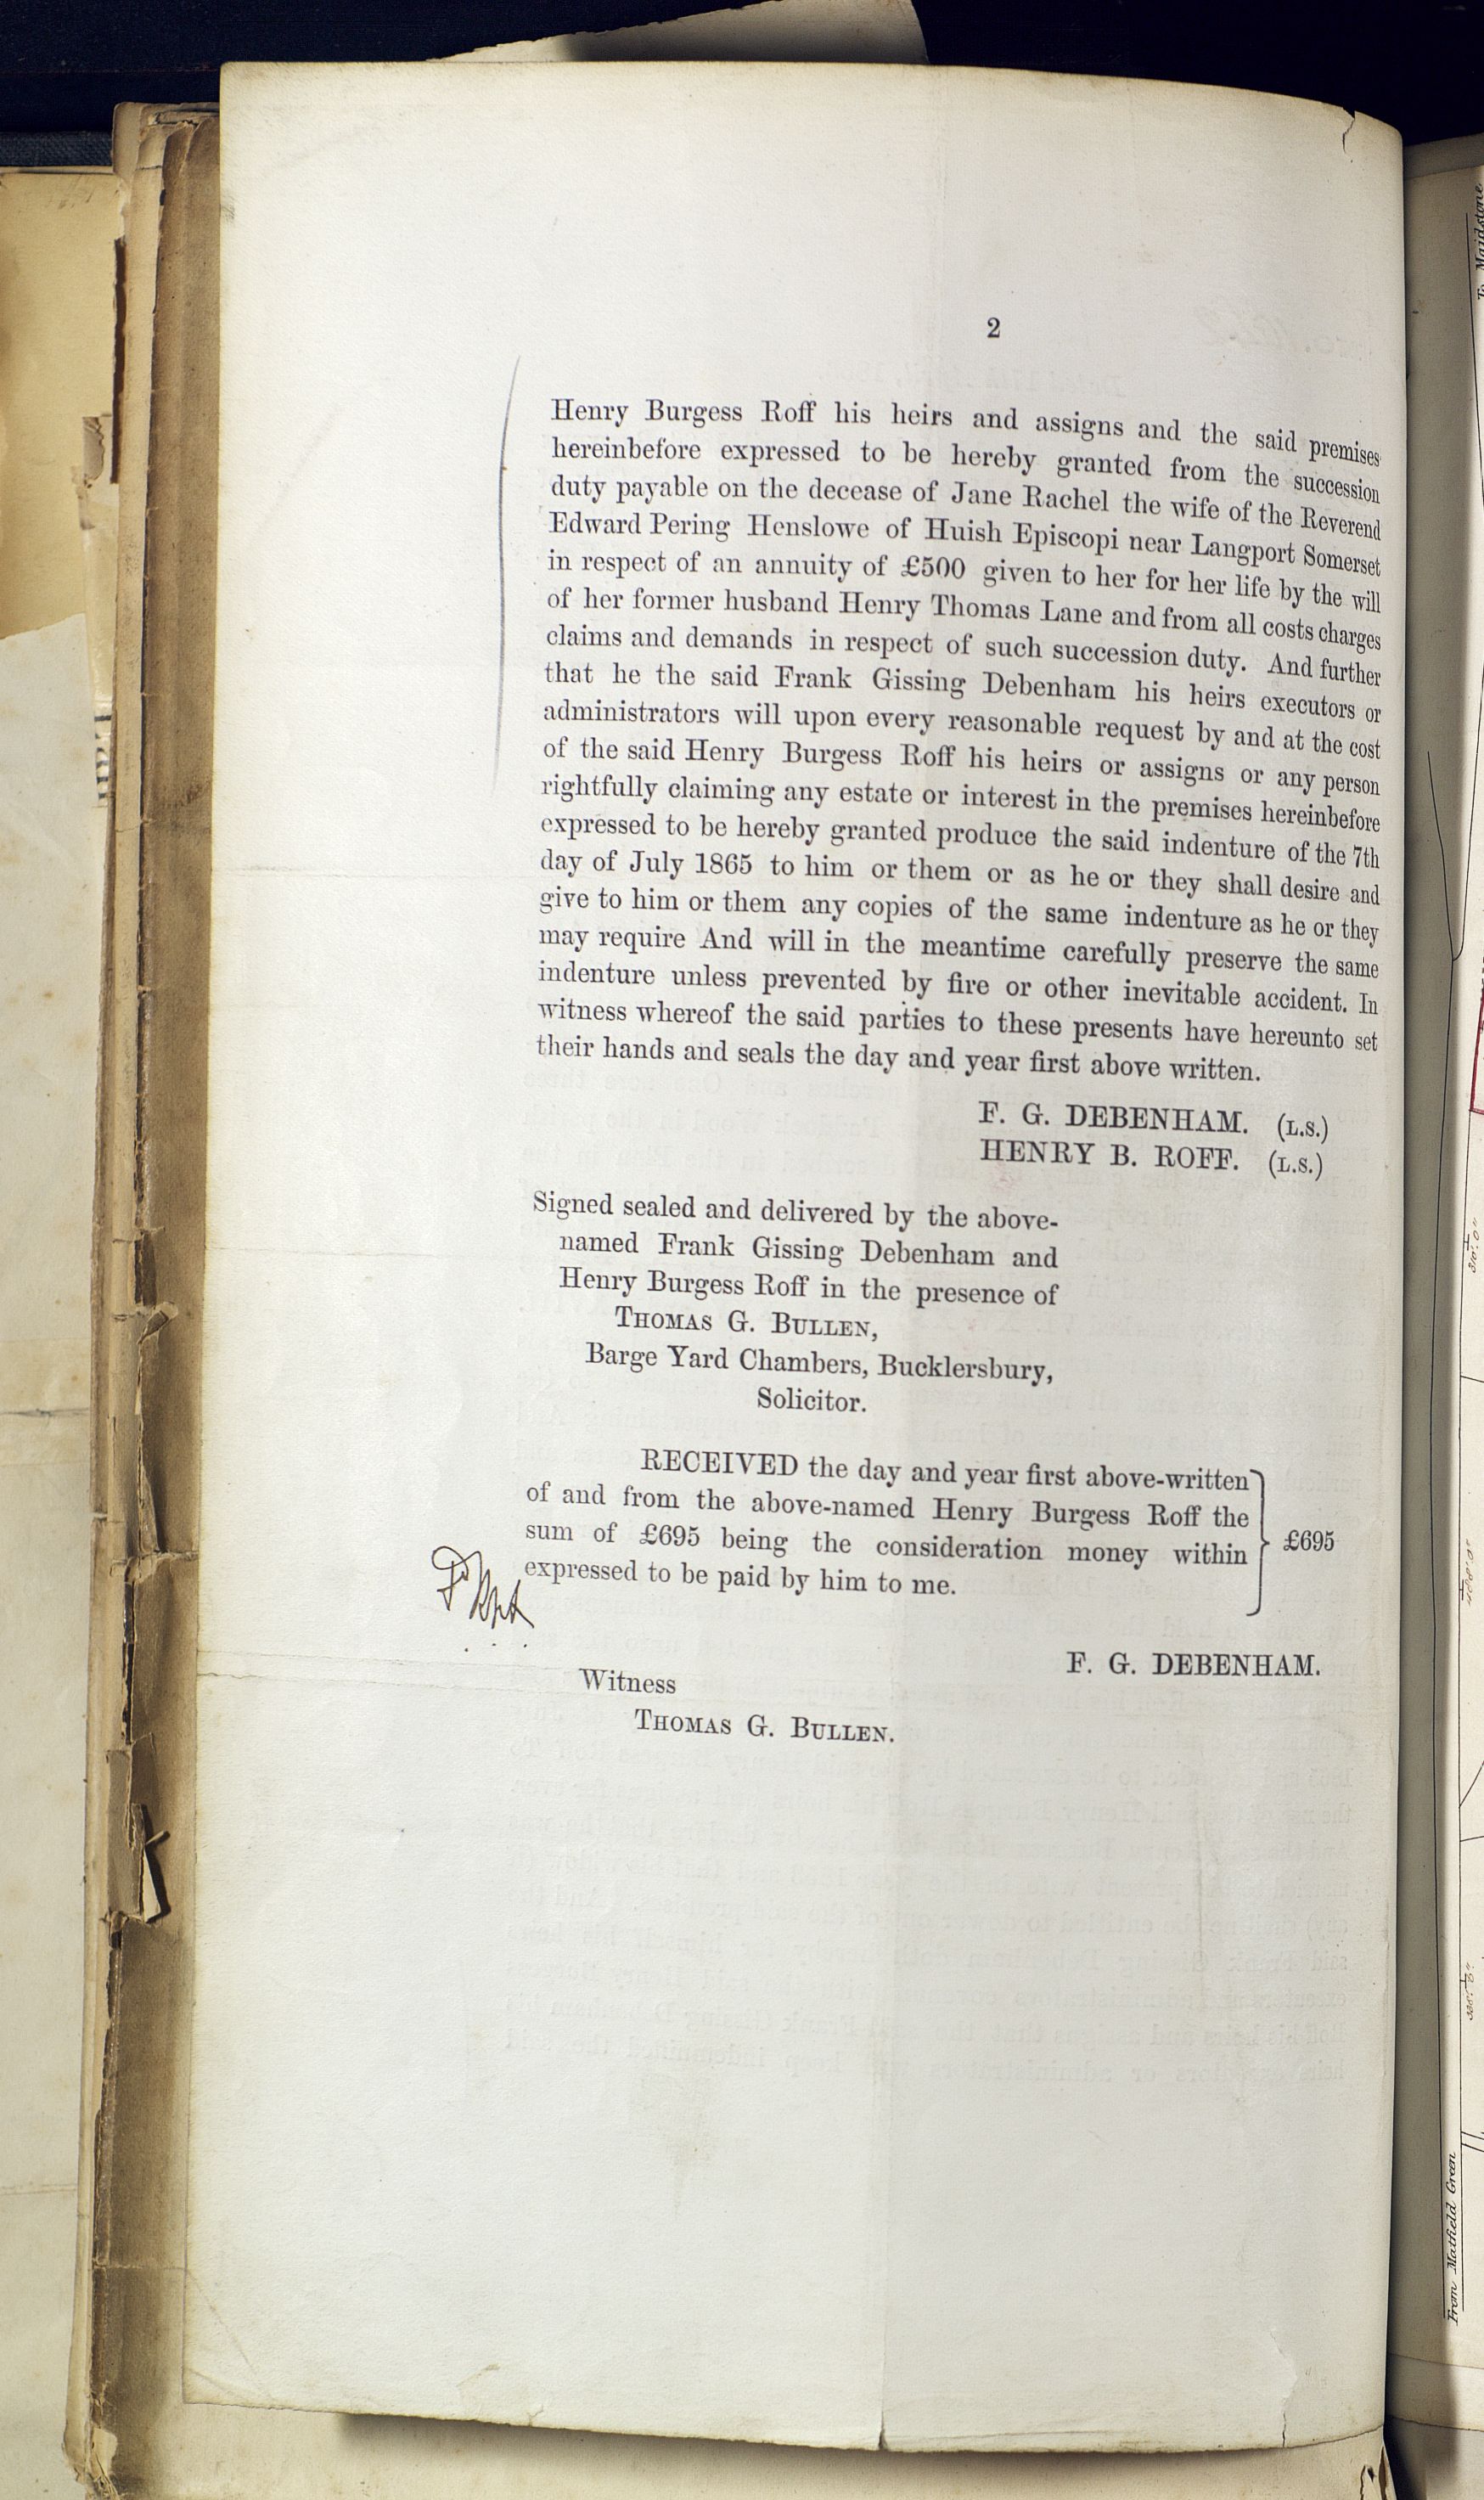 2
Henry Burgess Roff his heirs and assigns and the said premises
hereinbefore expressed to be hereby granted from the succession
duty payable on the decease of Jane Rachel the wife of the Reverend
Edward Pering Henslowe of Huish Episcopi near Langport Somerset
in respect of an annuity of £500 given to her for her life by the will
of her former husband Henry Thomas Lane and from all costs charges
claims and demands in respect of such succession duty. And further
that he the said Frank Gissing Debenham his heirs executors or
administrators will upon every reasonable request by and at the cost
of the said Henry Burgess Roff his heirs or assigns or any person
rightfully claiming any estate or interest in the premises hereinbefore
expressed to be hereby granted produce the said indenture of the 7th
day of July 1865 to him or them or as he or they shall desire and
give to him or them any copies of the same indenture as he or they
may require And will in the meantime carefully preserve the same
indenture unless prevented by fire or other inevitable accident. In
witness whereof the said parties to these presents have hereunto set
their hands and seals the day and year first above written.
F. G. DEBENHAM. (L.S.)
HENRY B. ROFF. (L.S.)
Signed sealed and delivered by the above-
named Frank Gissing Debenham and
Henry Burgess Roff in the presence of
THOMAS G. BULLEN,
Barge Yard Chambers, Bucklersbury,
Solicitor.
RECEIVED the day and year first above-written
of and from the above-named Henry Burgess Roff the
sum of £695 being the consideration money within
expressed to be paid by him to me.
£695
F. G. DEBENHAM.
Witness
THOMAS G. BULLEN.
To Maidstone
From Matfield Green